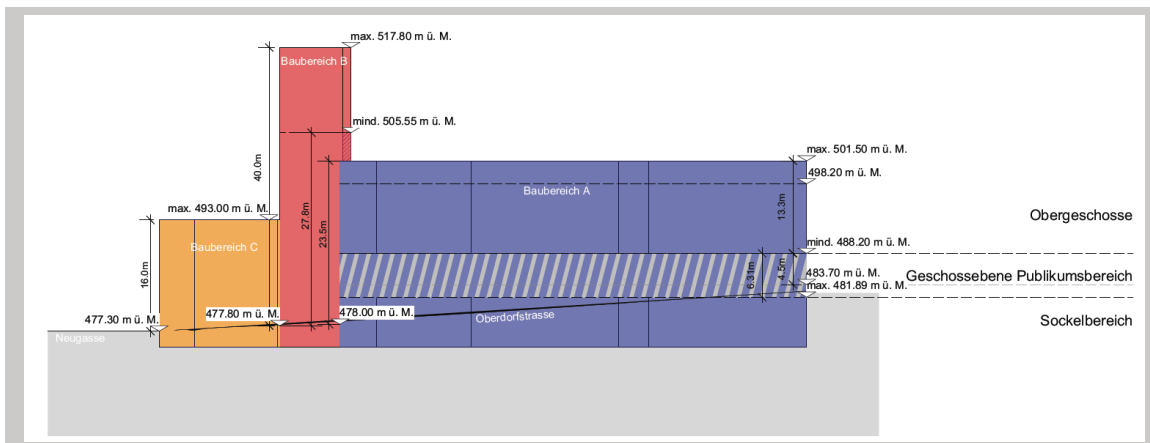 max. 517.80 m ü. M.
Baubereich B
mind. 505.55 m ü. M.
max. 501.50 m ü. M.
40.0m
498.20 m ü. M.
Baubereich A
13.3m
max. 493.00 m ü. M.
27.8m
23.5m
Obergeschosse
Baubereich C
mind. 488.20 m ü. M.
16.0m
6.31m
4.5m
483.70 m ü. M.
Geschossebene Publikumsbereich
max. 481.89 m ü. M.
477.30 m ü. M.
477.80 m ü. M.
478.00 m ü. M.
Oberdorfstrasse
Sockelbereich
Neugasse